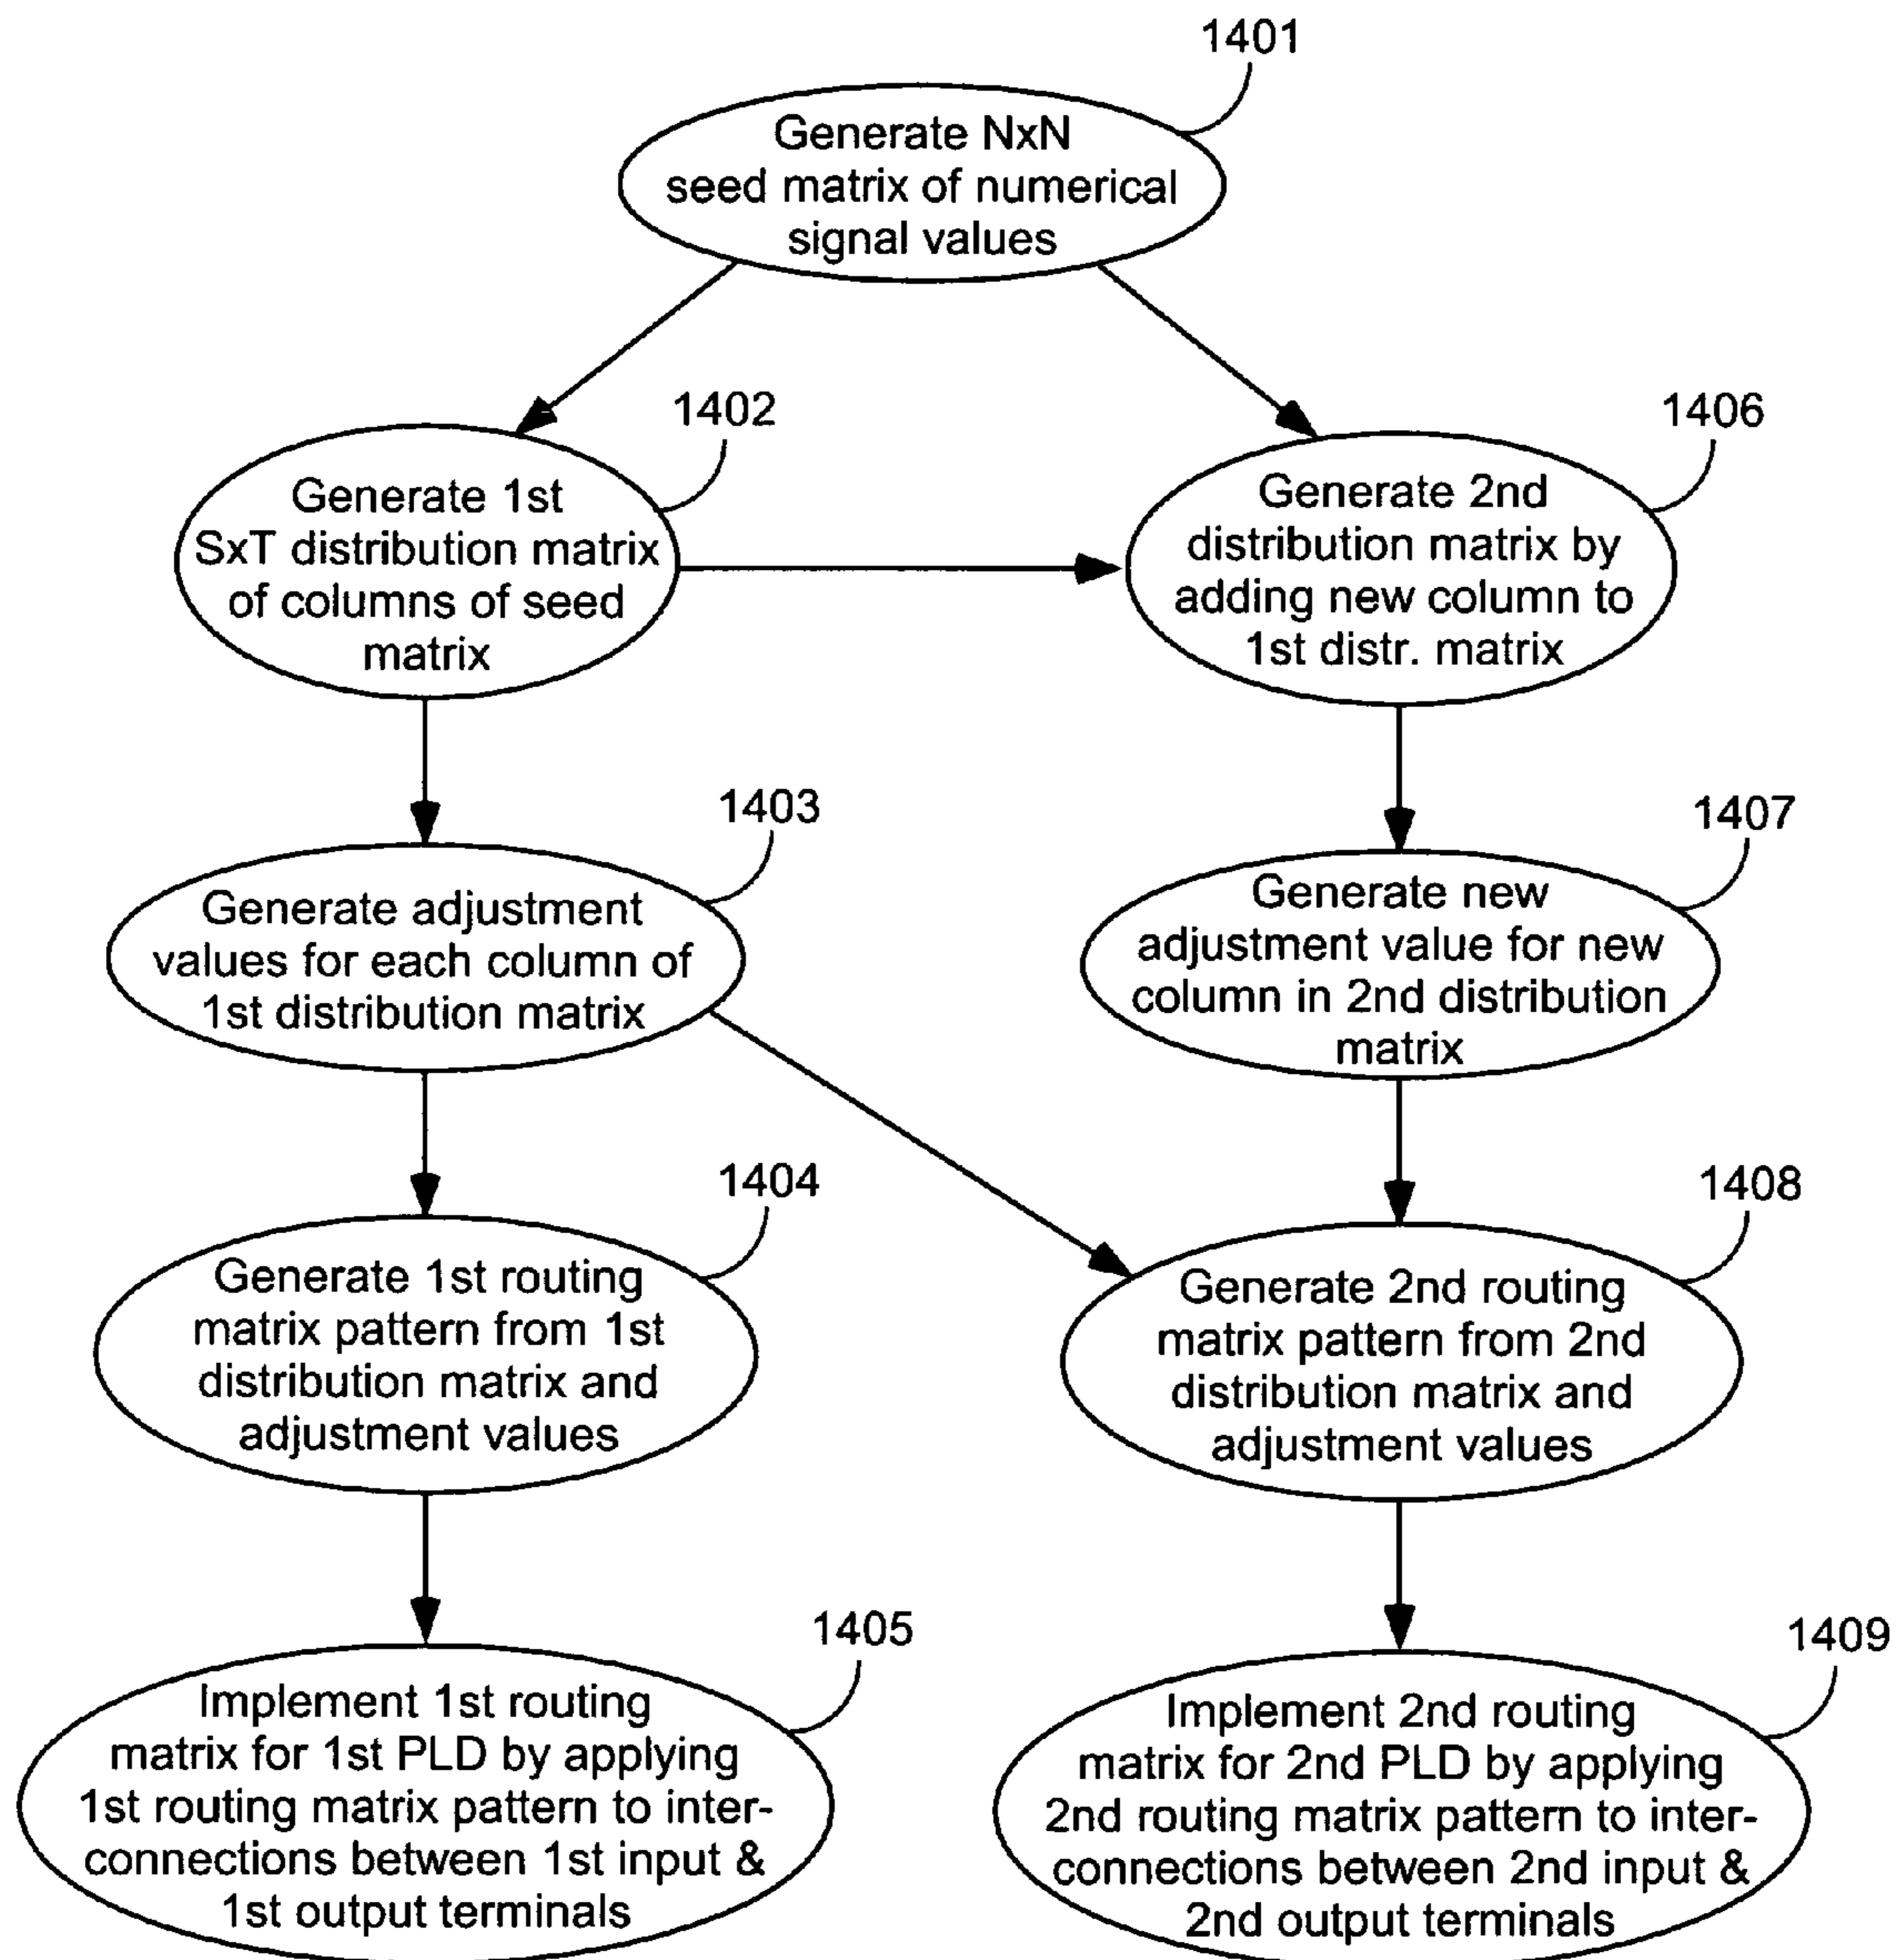 1401
Generate NxN
seed matrix of numerical
signal values
1402
Generate 1st
SxT distribution matrix
of columns of seed
matrix
1406
Generate 2nd
distribution matrix by
adding new column to
1st distr. matrix
1403
Generate adjustment
values for each column of
1st distribution matrix
1407
Generate new
adjustment value for new
column in 2nd distribution
matrix
1404
Generate 1st routing
matrix pattern from 1st
distribution matrix and
adjustment values
1408
Generate 2nd routing
matrix pattern from 2nd
distribution matrix and
adjustment values
1405
Implement 1st routing
matrix for 1st PLD by applying
1st routing matrix pattern to inter-
connections between 1st input &
1st output terminals
1409
Implement 2nd routing
matrix for 2nd PLD by applying
2nd routing matrix pattern to inter-
connections between 2nd input &
2nd output terminals